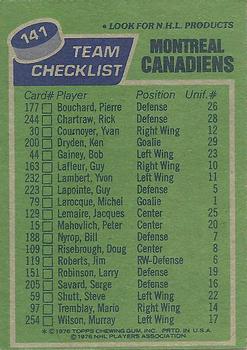 141
• LOOK FOR N.H.L. PRODUCTS
TEAM CHECKLIST
MONTREAL CANADIENS
Card# Player Position Unif.#
177 Bouchard, Pierre Defense 26
244 Chartraw, Rick Defense 28
30 Cournoyer, Yvan Right Wing 12
200 Dryden, Ken Goalie 29
44 Gainey, Bob Left Wing 23
163 Lafleur, Guy Right Wing 10
232 Lambert, Yvon Left Wing 11
223 Lapointe, Guy Defense 5
79 Larocque, Michel Goalie 1
129 Lemaire, Jacques Center 25
15 Mahovlich, Peter Center 20
188 Nyrop, Bill Defense 7
109 Risebrough, Doug Center 8
119 Roberts, Jim RW-Defense 6
151 Robinson, Larry Defense 19
205 Savard, Serge Defense 18
59 Shutt, Steve Left Wing 22
97 Tremblay, Mario Right Wing 14
254 Wilson, Murray Left Wing 17
* © 1976 TOPPS CHEWING GUM, INC. PRTD. IN U.S.A.
© 1976 NHL PLAYERS ASSOCIATION